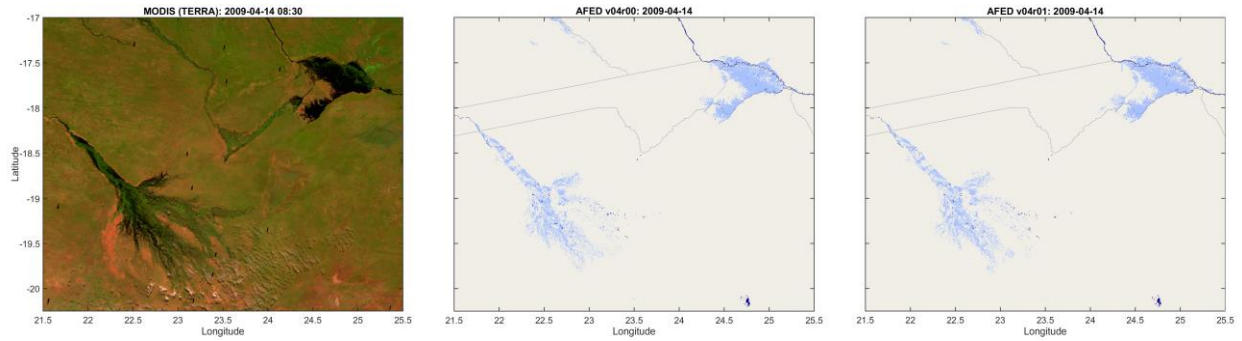 MODIS (TERRA): 2009-04-14 08:30
-17
-17.5
-18
-18.5
-19
-19.5
-20
Latitude
21.5 22 22.5 23 23.5 24 24.5 25 25.5
Longitude
AFED v04r00: 2009-04-14
21.5 22 22.5 23 23.5 24 24.5 25 25.5
Longitude
AFED v04r01: 2009-04-14
21.5 22 22.5 23 23.5 24 24.5 25 25.5
Longitude